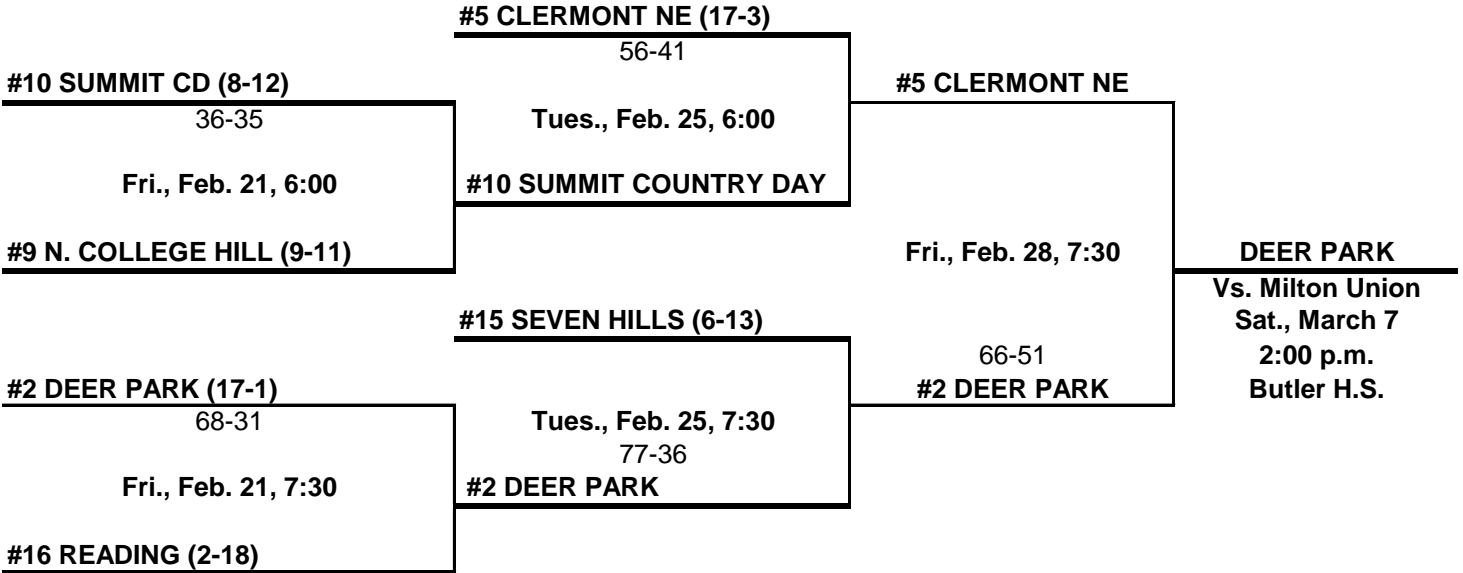 #5 CLERMONT NE (17-3)
56-41
#10 SUMMIT CD (8-12)
#5 CLERMONT NE
36-35
Tues., Feb. 25, 6:00
Fri., Feb. 21, 6:00
#10 SUMMIT COUNTRY DAY
#9 N. COLLEGE HILL (9-11)
Fri., Feb. 28, 7:30
DEER PARK
Vs. Milton Union
#15 SEVEN HILLS (6-13)
Sat., March 7
66-51
2:00 p.m.
#2 DEER PARK (17-1)
#2 DEER PARK
Butler H.S.
68-31
Tues., Feb. 25, 7:30
77-36
Fri., Feb. 21, 7:30
#2 DEER PARK
#16 READING (2-18)